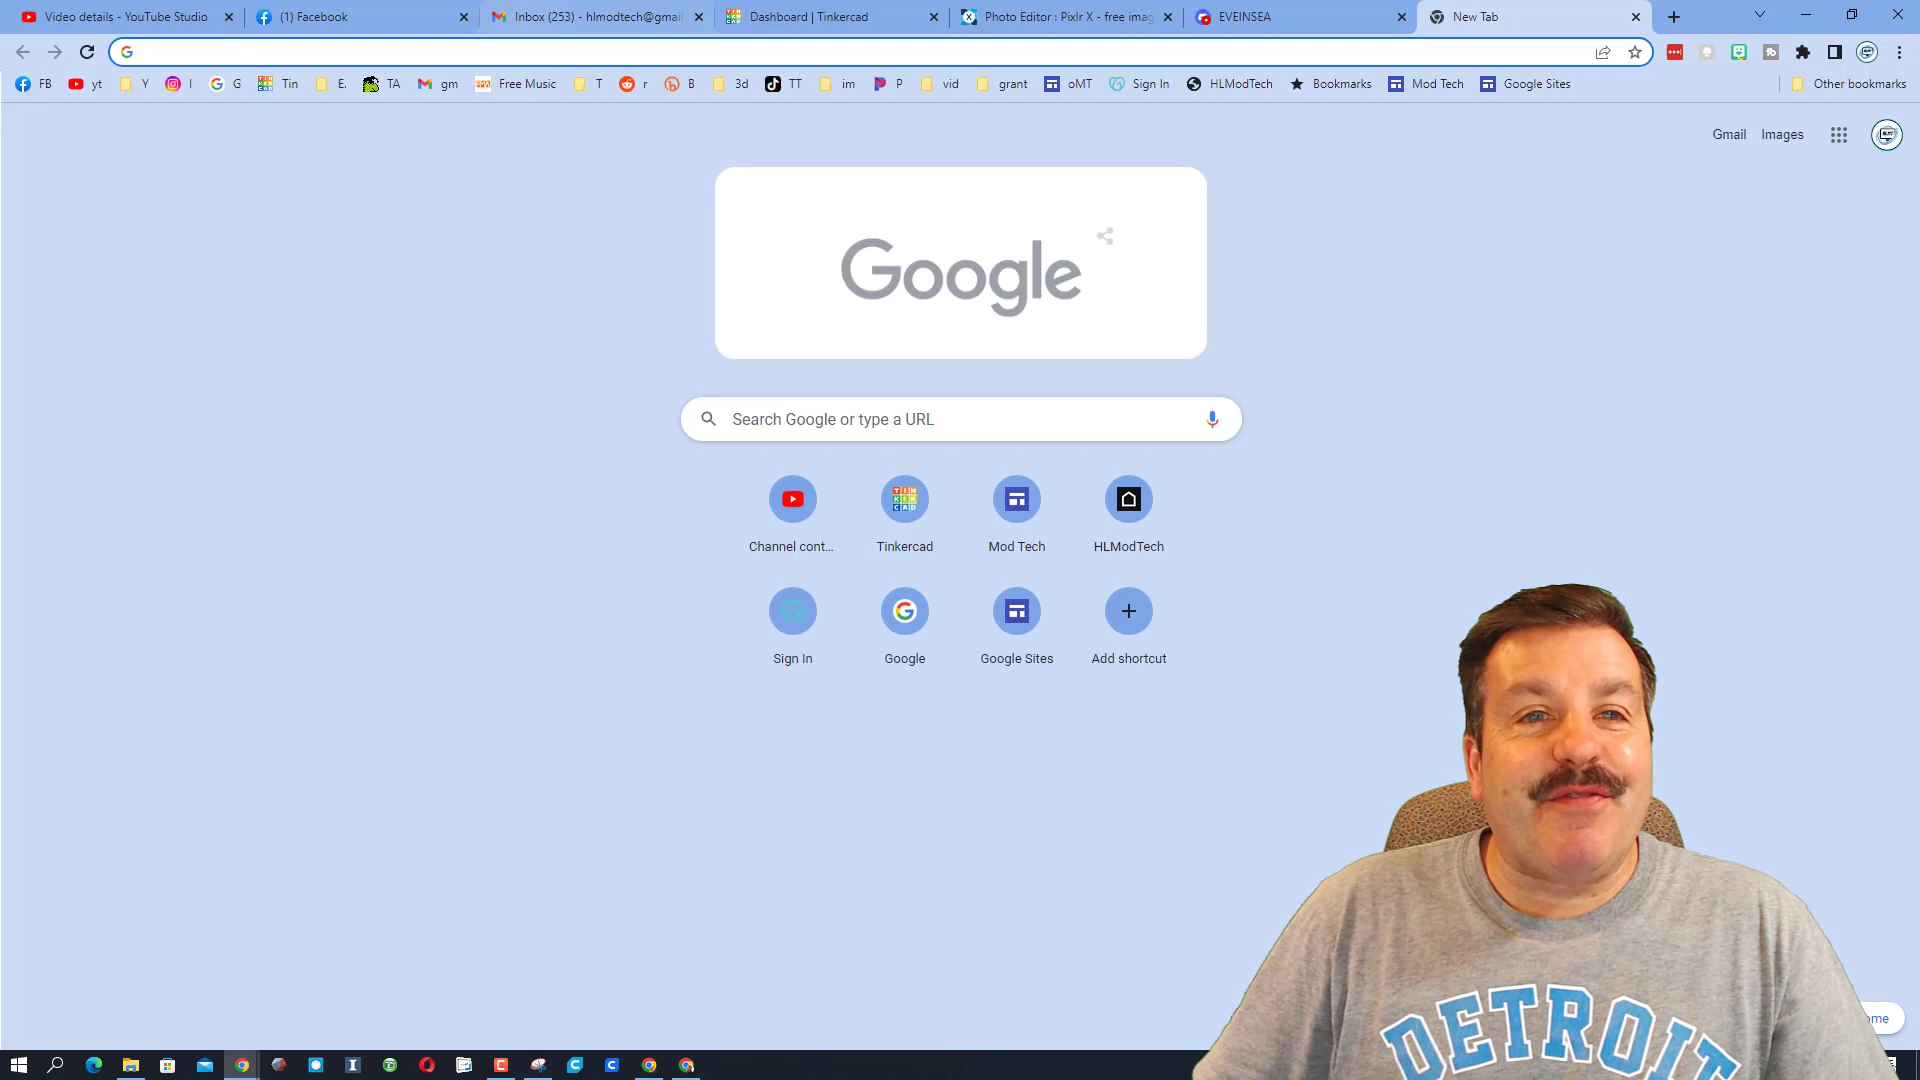 Video details - YouTube Studio
(1) Facebook
Inbox (253) - hlmodtech@gmail
Dashboard | Tinkercad
Photo Editor : Pixlr X - free imag
EVEINSEA
New Tab
FB
yt
Y
I
G
Tin
E.
TA
gm
Free Music
T
r
B
3d
TT
im
P
vid
grant
oMT
Sign In
HLModTech
Bookmarks
Mod Tech
Google Sites
Other bookmarks
Gmail
Images
Google
Search Google or type a URL
Channel cont...
Tinkercad
Mod Tech
HLModTech
Sign In
Google
Google Sites
Add shortcut
DETROIT